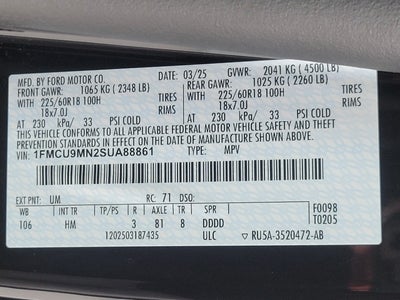 MFD. BY FORD MOTOR CO.
03/25 GVWR: 2041 KG ( 4500 LB)
FRONT GAWR: 1065 KG ( 2348 LB) REAR GAWR: 1025 KG ( 2260 LB)
225/60R18 100H TIRES 225/60R18 100H TIRES
18x7.0J RIMS 18x7.0J RIMS
AT 230 kPa/ 33 PSI COLD AT 230 kPa/ 33 PSI COLD
THIS VEHICLE CONFORMS TO ALL APPLICABLE FEDERAL MOTOR VEHICLE SAFETY AND THEFT
PREVENTION STANDARDS IN EFFECT ON THE DATE OF MANUFACTURE SHOWN ABOVE.
VIN: 1FMCU9MN2SUA88861 TYPE: MPV
EXT PNT: UM RC: 71 DSO:
WB INT TR TP/PS R AXLE TR SPR F0098
106 HM 3 81 8 DDDD T0205
1202503187435 ULC RU5A-3520472-AB